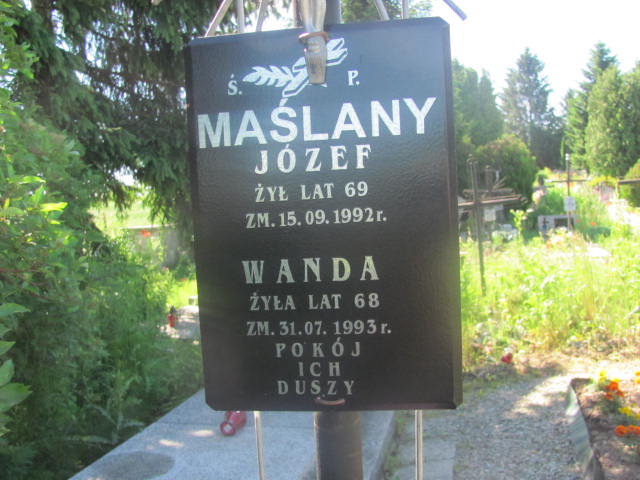 Ś. P.
MAŚLANY
JÓZEF
ŻYŁ LAT 69
ZM. 15.09.1992r.
WANDA
ŻYŁA LAT 68
ZM. 31.07.1993r.
POKÓJ
ICH
DUSZY